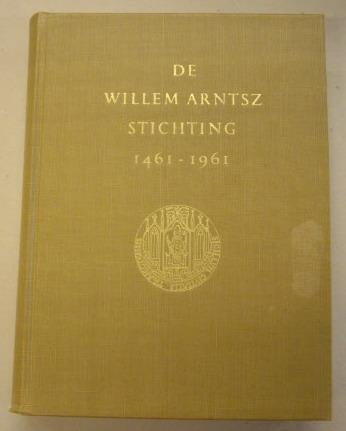 DE
WILLEM ARNTSZ
STICHTING
1461-1961